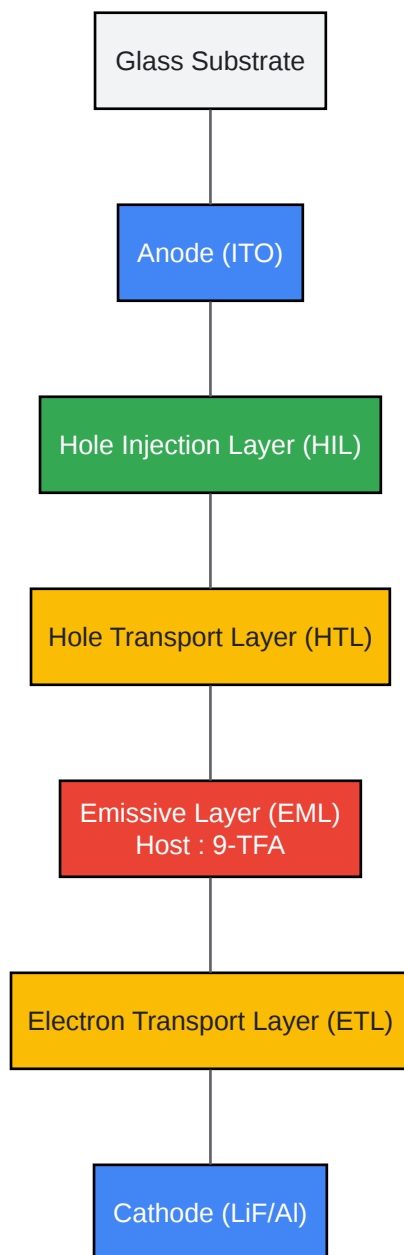 Glass Substrate
Anode (ITO)
Hole Injection Layer (HIL)
Hole Transport Layer (HTL)
Emissive Layer (EML)
Host : 9-TFA
Electron Transport Layer (ETL)
Cathode (LiF/Al)